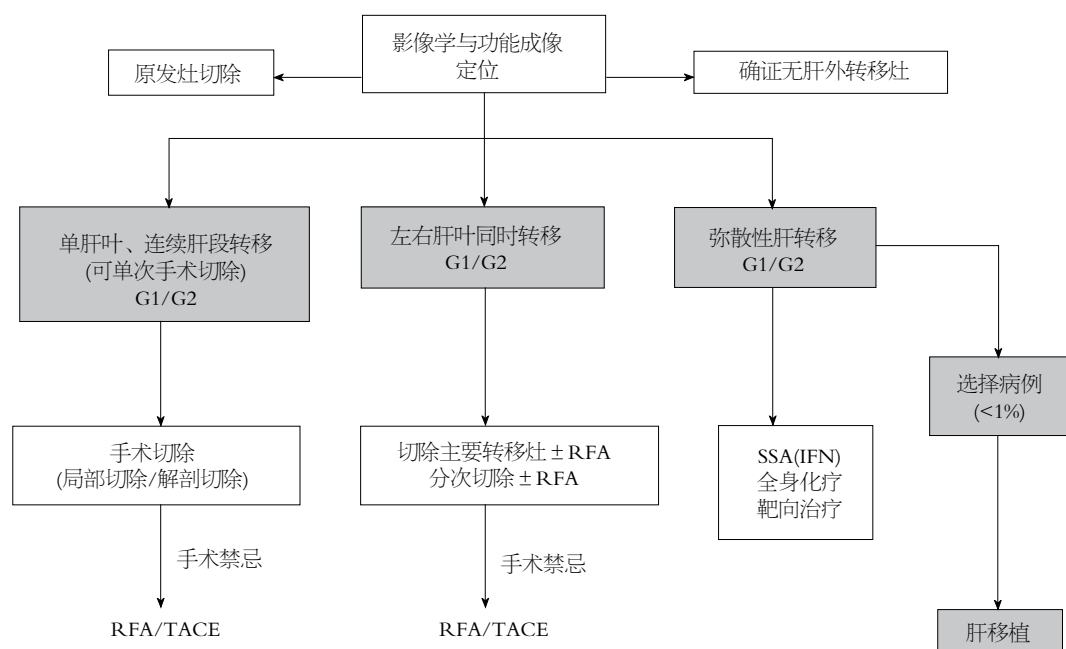 影像学与功能成像
定位
原发灶切除
确证无肝外转移灶
单肝叶、连续肝段转移
(可单次手术切除)
G1/G2
左右肝叶同时转移
G1/G2
弥散性肝转移
G1/G2
选择病例
(<1%)
手术切除
(局部切除/解剖切除)
切除主要转移灶±RFA
分次切除±RFA
SSA(IFN)
全身化疗
靶向治疗
手术禁忌
手术禁忌
RFA/TACE
RFA/TACE
肝移植